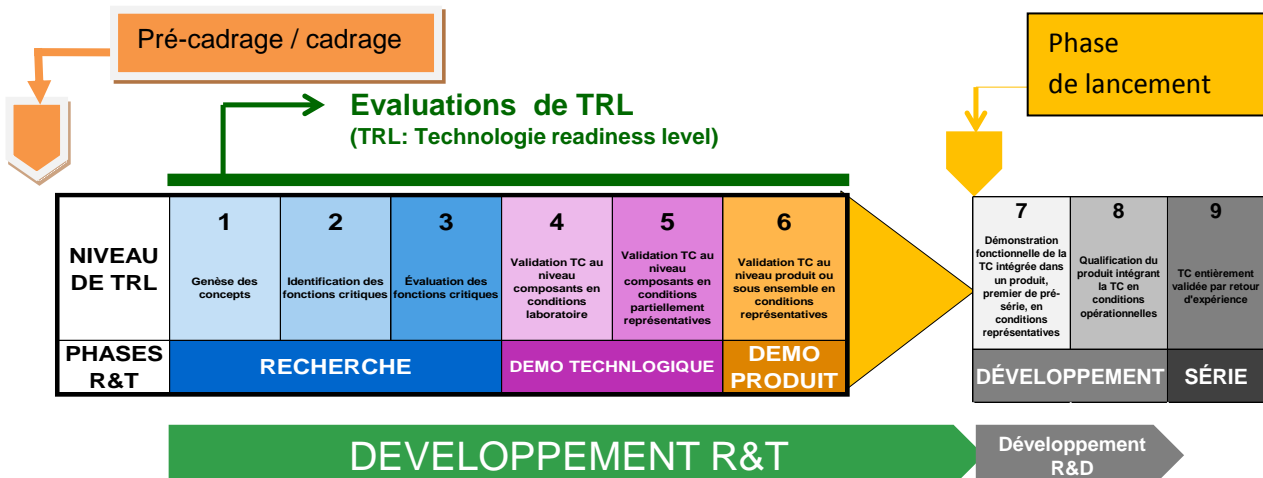 Pré-cadrage / cadrage
Phase
de lancement
Evaluations de TRL
(TRL: Technologie readiness level)
NIVEAU
DE TRL
1
Genèse des
concepts
2
Identification des
fonctions critiques
3
Évaluation des
fonctions critiques
4
Validation TC au
niveau
composants en
conditions
laboratoire
5
Validation TC au
niveau
composants en
conditions
partiellement
représentatives
6
Validation TC au
niveau produit ou
sous ensemble en
conditions
représentatives
7
Démonstration
fonctionnelle de la
TC intégrée dans
un produit,
premier de pré-
série, en
conditions
représentatives
8
Qualification du
produit intégrant
la TC en
conditions
opérationnelles
9
TC entièrement
validée par retour
d'expérience
PHASES
R&T
RECHERCHE
DEMO TECHNLOGIQUE
DEMO
PRODUIT
DÉVELOPPEMENT
SÉRIE
DEVELOPPEMENT R&T
Développement
R&D